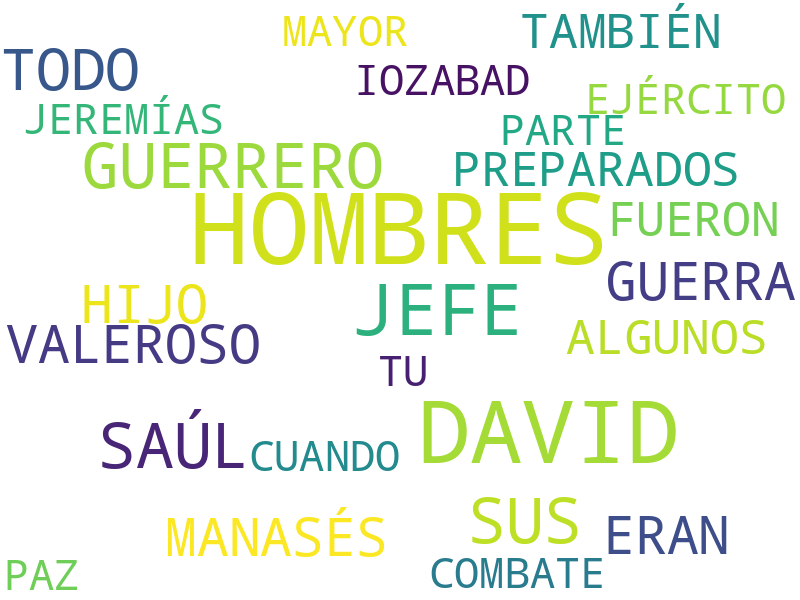 MAYOR
TAMBIÉN
TODO
IOZABAD
EJÉRCITO
JEREMÍAS
PARTE
GUERRERO
PREPARADOS
HOMBRES
FUERON
GUERRA
HIJO
JEFE
VALEROSO
ALGUNOS
TU
DAVID
SAÚL
CUANDO
SUS
MANASÉS
ERAN
PAZ
COMBATE